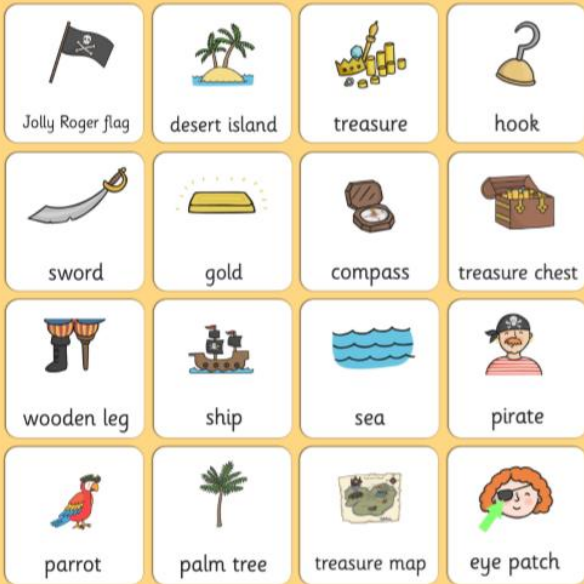 Jolly Roger flag
desert island
treasure
hook
sword
gold
compass
treasure chest
wooden leg
ship
sea
pirate
parrot
palm tree
treasure map
eye patch